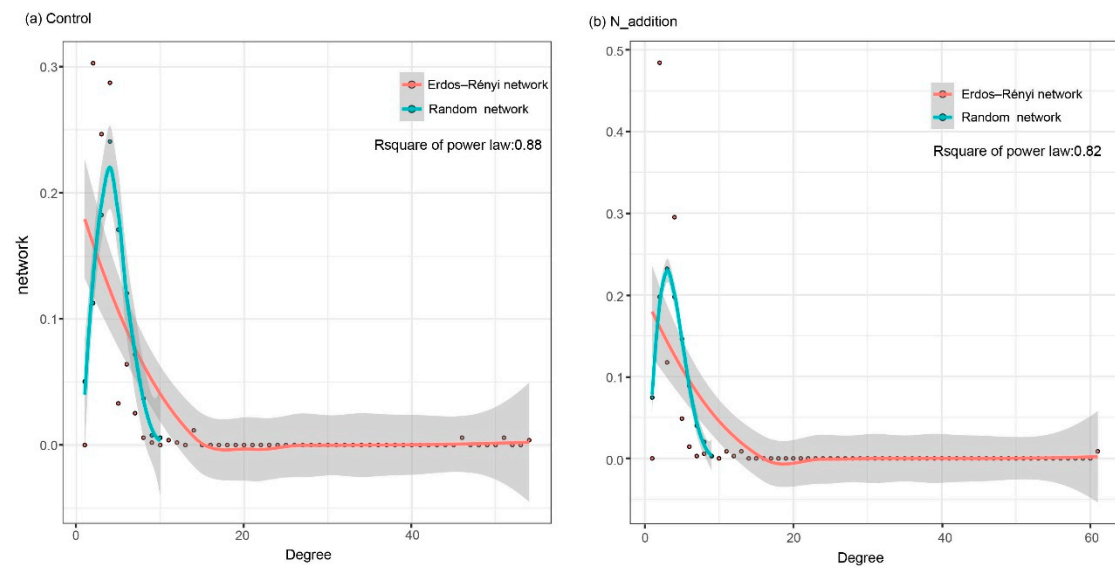 (a) Control
0.3
0.2
0.1
0.0
network
Erdos–Rényi network
Random network
Rsquare of power law:0.88
0
20
40
Degree
(b) N_addition
0.5
0.4
0.3
0.2
0.1
0.0
Erdos–Rényi network
Random network
Rsquare of power law:0.82
0
20
40
60
Degree